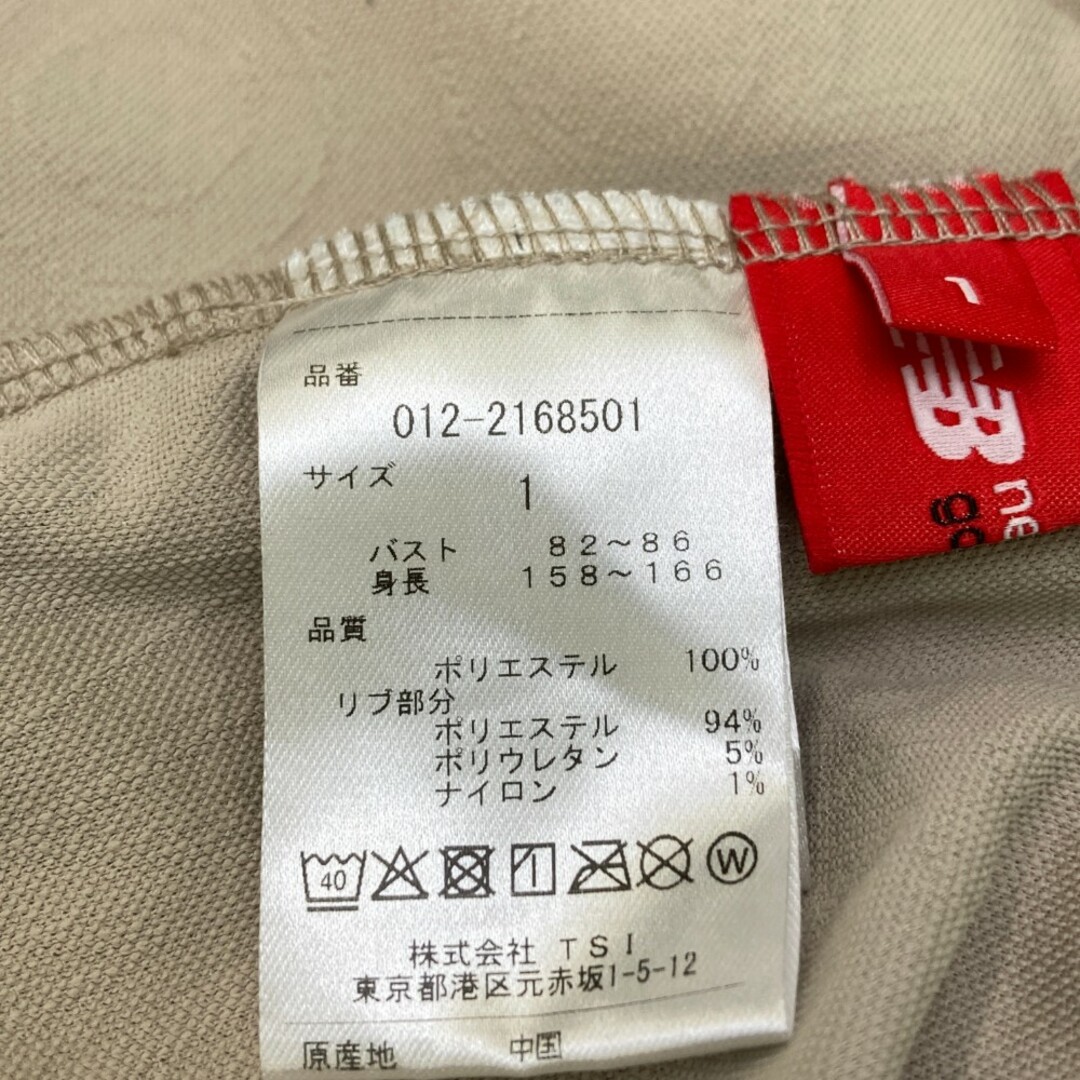 品番
012-2168501
サイズ 1
バスト 82～86
身長 158～166
品質
ポリエステル 100%
リブ部分
ポリエステル 94%
ポリウレタン 5%
ナイロン 1%
40 W
株式会社 TSI
東京都港区元赤坂1-5-12
原産地 中国
1
NB
ne
go